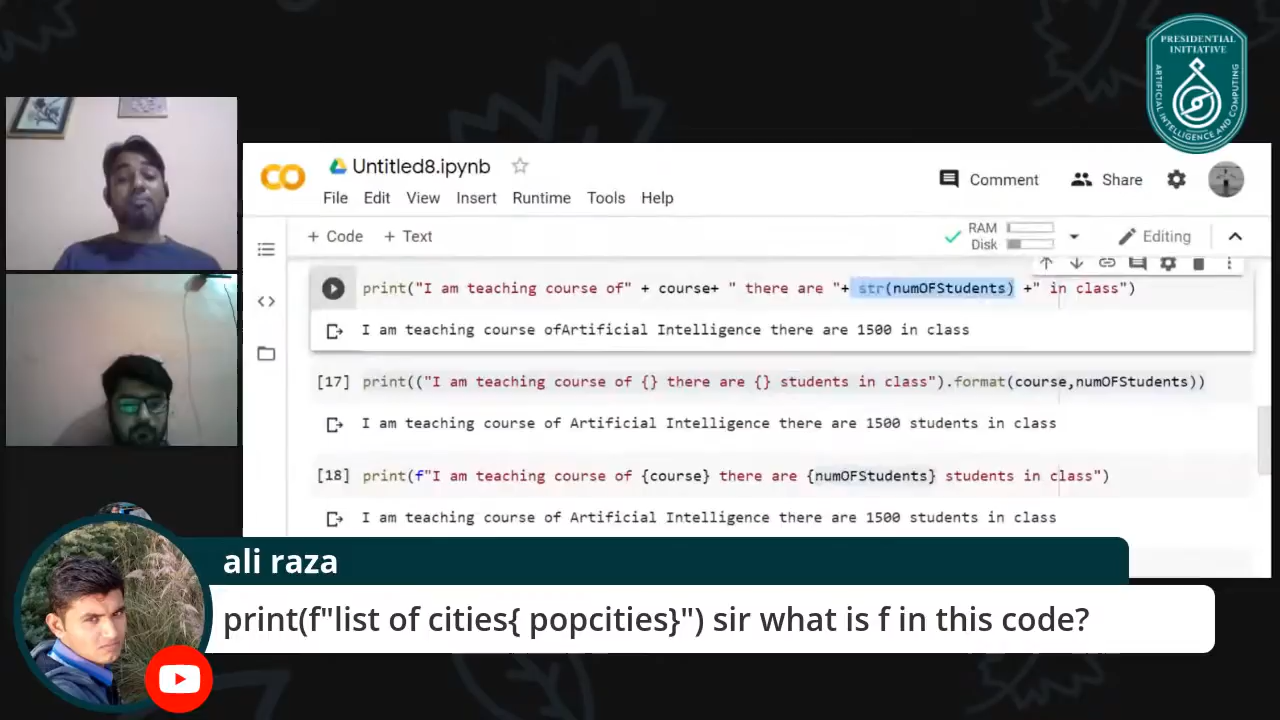 PRESIDENTIAL
INITIATIVE
ARTIFICIAL INTELLIGENCE AND COMPUTING
Untitled8.ipynb
Comment
Share
File Edit View Insert Runtime Tools Help
+ Code + Text
RAM
Disk
Editing
print("I am teaching course of" + course+ " there are "+ str(numOFStudents) +" in class")
I am teaching course ofArtificial Intelligence there are 1500 in class
[17] print(("I am teaching course of {} there are {} students in class").format(course,numOFStudents))
I am teaching course of Artificial Intelligence there are 1500 students in class
[18] print(f"I am teaching course of {course} there are {numOFStudents} students in class")
I am teaching course of Artificial Intelligence there are 1500 students in class
ali raza
print(f"list of cities{ popcities}") sir what is f in this code?